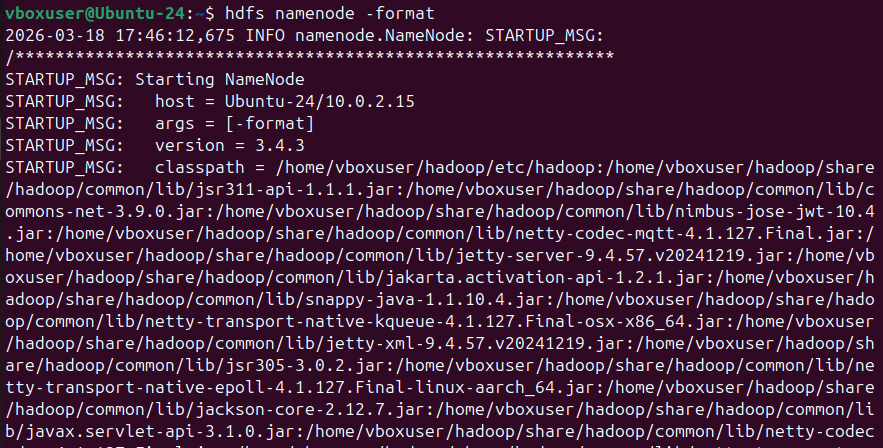 vboxuser@Ubuntu-24:~$ hdfs namenode -format
2026-03-18 17:46:12,675 INFO namenode.NameNode: STARTUP_MSG:
/************************************************************
STARTUP_MSG: Starting NameNode
STARTUP_MSG:   host = Ubuntu-24/10.0.2.15
STARTUP_MSG:   args = [-format]
STARTUP_MSG:   version = 3.4.3
STARTUP_MSG:   classpath = /home/vboxuser/hadoop/etc/hadoop:/home/vboxuser/hadoop/share
/hadoop/common/lib/jsr311-api-1.1.1.jar:/home/vboxuser/hadoop/share/hadoop/common/lib/c
ommons-net-3.9.0.jar:/home/vboxuser/hadoop/share/hadoop/common/lib/nimbus-jose-jwt-10.4
.jar:/home/vboxuser/hadoop/share/hadoop/common/lib/netty-codec-mqtt-4.1.127.Final.jar:/
home/vboxuser/hadoop/share/hadoop/common/lib/jetty-server-9.4.57.v20241219.jar:/home/vb
oxuser/hadoop/share/hadoop/common/lib/jakarta.activation-api-1.2.1.jar:/home/vboxuser/h
adoop/share/hadoop/common/lib/snappy-java-1.1.10.4.jar:/home/vboxuser/hadoop/share/hado
op/common/lib/netty-transport-native-kqueue-4.1.127.Final-osx-x86_64.jar:/home/vboxuser
/hadoop/share/hadoop/common/lib/jetty-xml-9.4.57.v20241219.jar:/home/vboxuser/hadoop/sh
are/hadoop/common/lib/jsr305-3.0.2.jar:/home/vboxuser/hadoop/share/hadoop/common/lib/ne
tty-transport-native-epoll-4.1.127.Final-linux-aarch_64.jar:/home/vboxuser/hadoop/share
/hadoop/common/lib/jackson-core-2.12.7.jar:/home/vboxuser/hadoop/share/hadoop/common/li
b/javax.servlet-api-3.1.0.jar:/home/vboxuser/hadoop/share/hadoop/common/lib/netty-codec